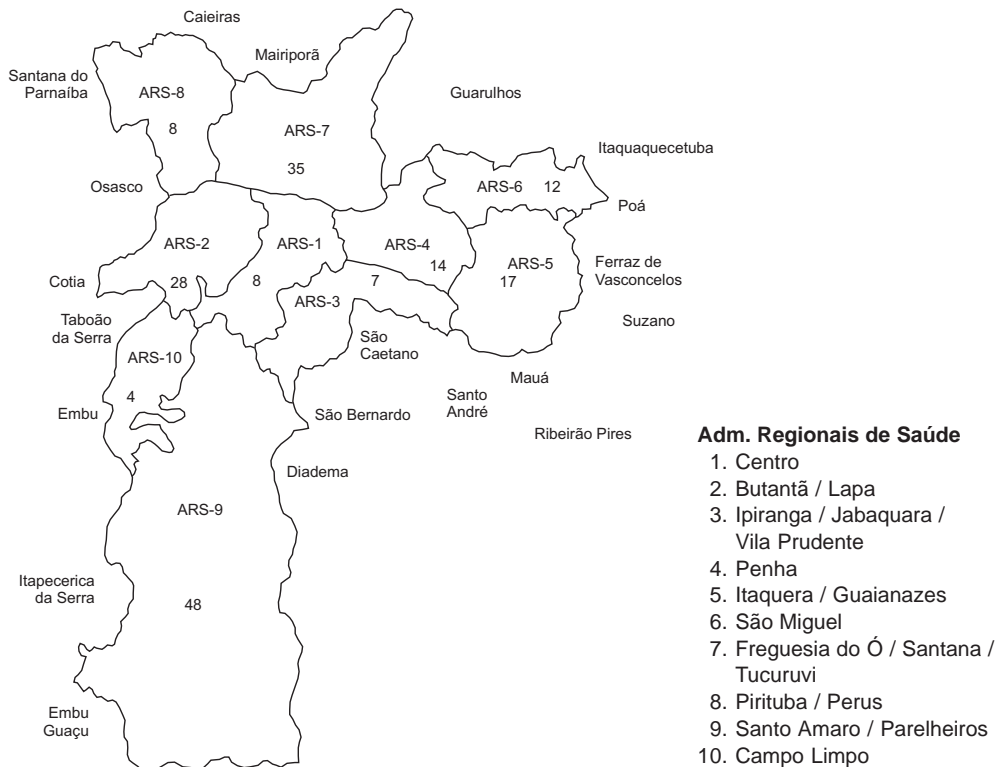 Caieiras
Mairiporã
Santana do
Parnaíba
ARS-8
Guarulhos
8
ARS-7
Itaquaquecetuba
35
Osasco
ARS-6 12
Poá
ARS-2
ARS-1
ARS-4
14
ARS-5
17
Ferraz de
Vasconcelos
Cotia
28
8
7
ARS-3
Taboão
da Serra
Suzano
São
Caetano
ARS-10
Mauá
4
Santo
André
Embu
São Bernardo
Ribeirão Pires
Diadema
ARS-9
Itapecerica
da Serra
48
Embu
Guaçu
Adm. Regionais de Saúde
1. Centro
2. Butantã / Lapa
3. Ipiranga / Jabaquara /
Vila Prudente
4. Penha
5. Itaquera / Guaianazes
6. São Miguel
7. Freguesia do Ó / Santana /
Tucuruvi
8. Pirituba / Perus
9. Santo Amaro / Parelheiros
10. Campo Limpo